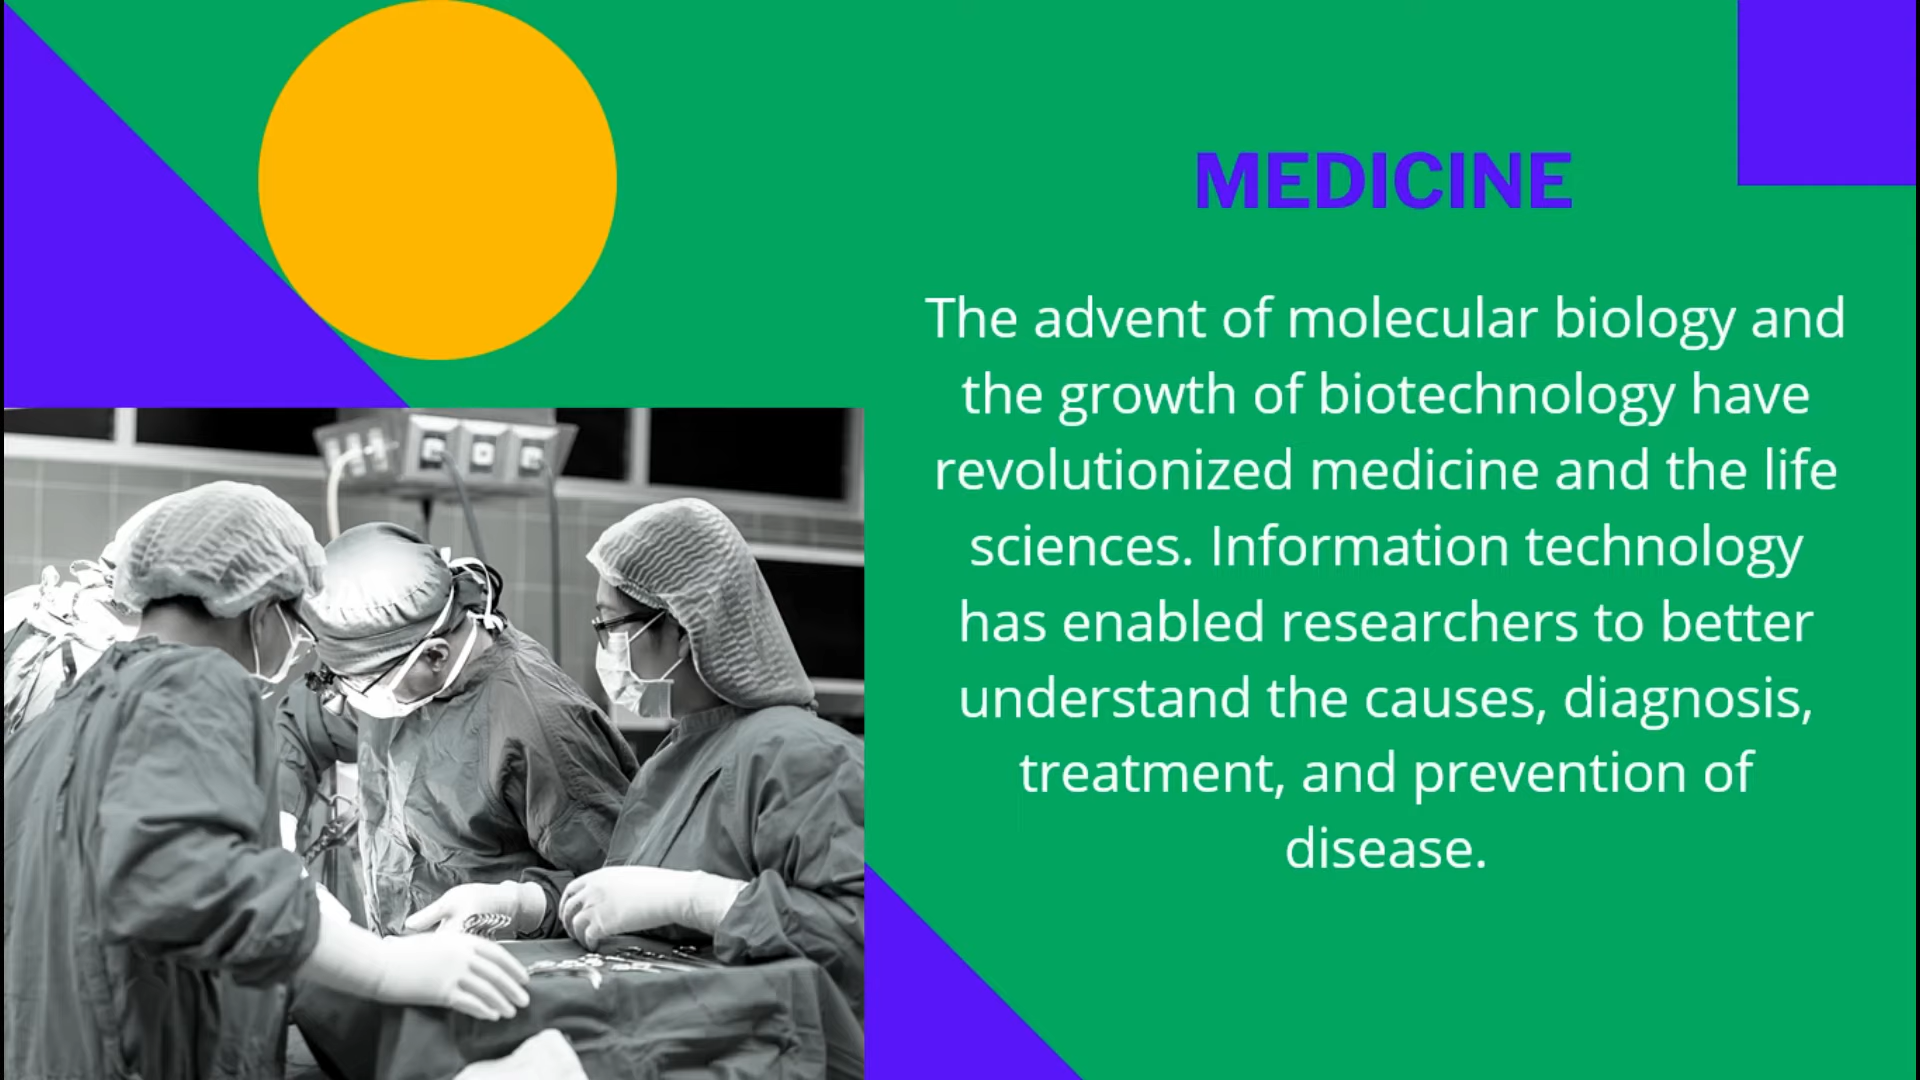 MEDICINE
The advent of molecular biology and
the growth of biotechnology have
revolutionized medicine and the life
sciences. Information technology
has enabled researchers to better
understand the causes, diagnosis,
treatment, and prevention of
disease.